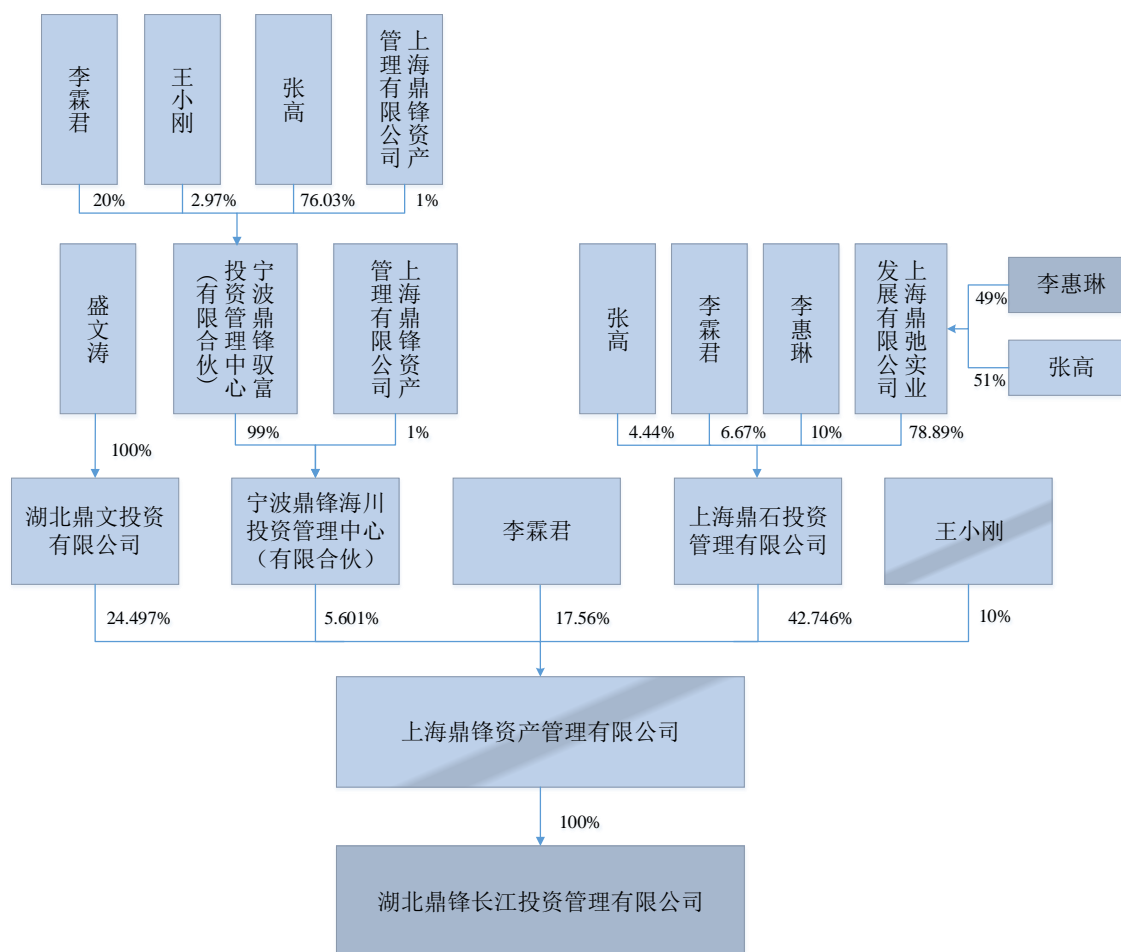 李霖君
王小刚
张高
上海鼎锋资产
管理有限公司
20%
2.97%
76.03%
1%
盛文涛
宁波鼎锋驭富
投资管理中心
（有限合伙）
上海鼎锋资产
管理有限公司
张高
李霖君
李惠琳
上海鼎弛实业
发展有限公司
49%
李惠琳
51%
张高
100%
99%
1%
4.44%
6.67%
10%
78.89%
湖北鼎文投资
有限公司
宁波鼎锋海川
投资管理中心
（有限合伙）
李霖君
上海鼎石投资
管理有限公司
王小刚
24.497%
5.601%
17.56%
42.746%
10%
上海鼎锋资产管理有限公司
100%
湖北鼎锋长江投资管理有限公司